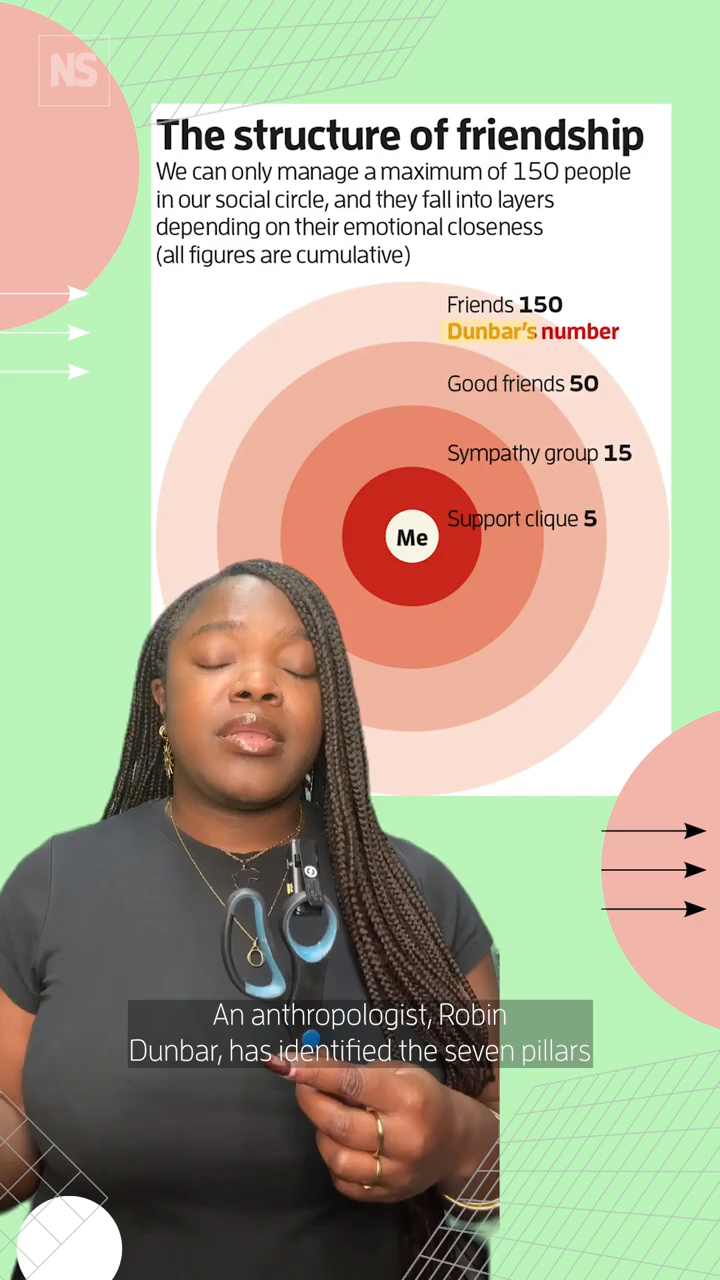 NS
The structure of friendship
We can only manage a maximum of 150 people
in our social circle, and they fall into layers
depending on their emotional closeness
(all figures are cumulative)
Friends 150
Dunbar's number
Good friends 50
Sympathy group 15
Support clique 5
Me
An anthropologist, Robin
Dunbar, has identified the seven pillars